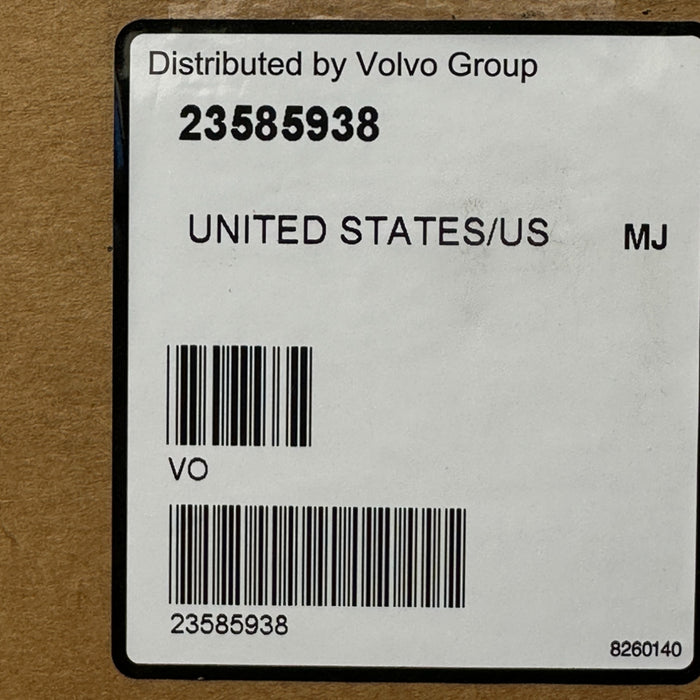 Distributed by Volvo Group
23585938
UNITED STATES/US MJ
VO
23585938
8260140